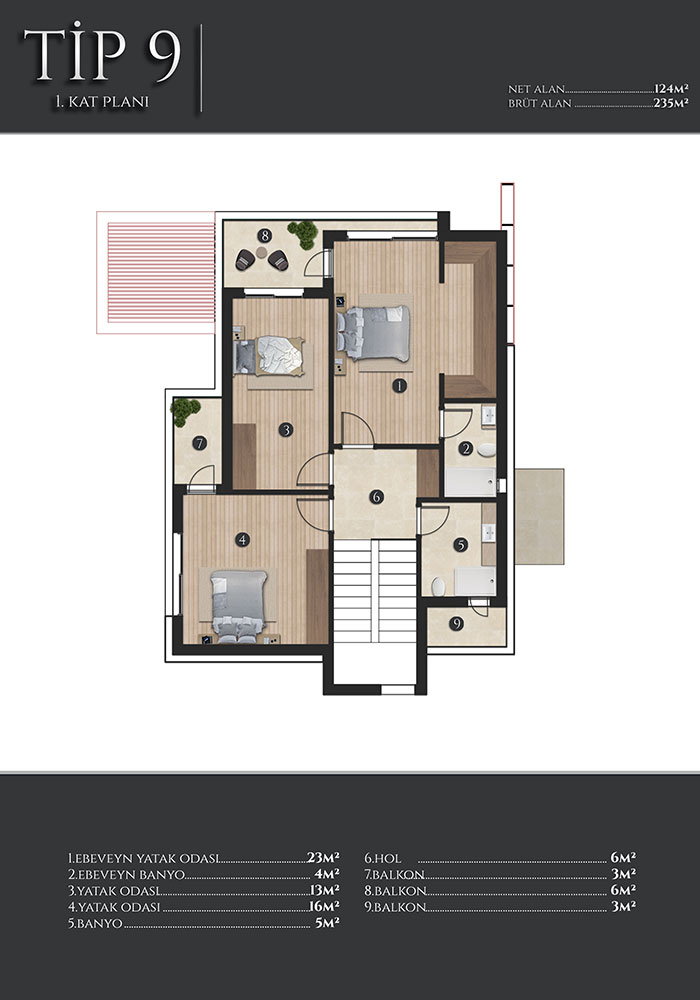 TİP 9
1. KAT PLANI
NET ALAN..............................124M²
BRÜT ALAN ..........................235M²
8
1
3
7
2
6
4
5
9
1.EBEVEYN YATAK ODASI......................23M²
2.EBEVEYN BANYO................................ 4M²
3.YATAK ODASI.....................................13M²
4.YATAK ODASI ....................................16M²
5.BANYO.............................................. 5M²
6.HOL .............................................. 6M²
7.BALKON............................................ 3M²
8.BALKON............................................ 6M²
9.BALKON............................................ 3M²